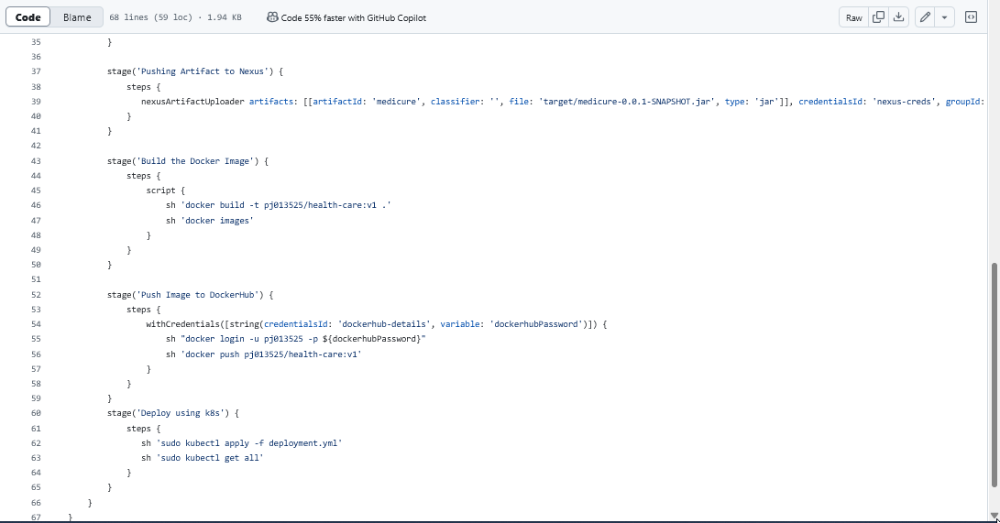 Code Blame 68 lines (59 loc) · 1.94 KB Code 55% faster with GitHub Copilot Raw
35 }
36
37 stage('Pushing Artifact to Nexus') {
38 steps {
39 nexusArtifactUploader artifacts: [[artifactId: 'medicure', classifier: '', file: 'target/medicure-0.0.1-SNAPSHOT.jar', type: 'jar']], credentialsId: 'nexus-creds', groupId:
40 }
41 }
42
43 stage('Build the Docker Image') {
44 steps {
45 script {
46 sh 'docker build -t pj013525/health-care:v1 .'
47 sh 'docker images'
48 }
49 }
50 }
51
52 stage('Push Image to DockerHub') {
53 steps {
54 withCredentials([string(credentialsId: 'dockerhub-details', variable: 'dockerhubPassword')]) {
55 sh "docker login -u pj013525 -p ${dockerhubPassword}"
56 sh 'docker push pj013525/health-care:v1'
57 }
58 }
59 }
60 stage('Deploy using k8s') {
61 steps {
62 sh 'sudo kubectl apply -f deployment.yml'
63 sh 'sudo kubectl get all'
64 }
65 }
66 }
67 }